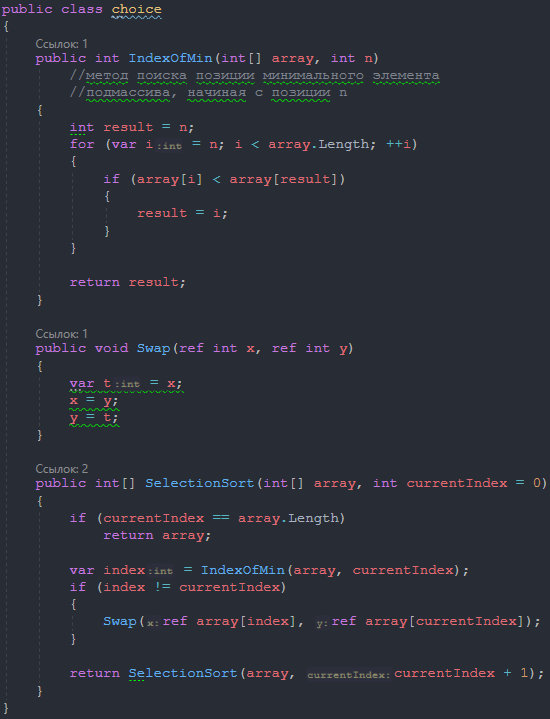 public class choice
{
Ссылок: 1
public int IndexOfMin(int[] array, int n)
//метод поиска позиции минимального элемента
//подмассива, начиная с позиции n
{
int result = n;
for (var i:int = n; i < array.Length; ++i)
{
if (array[i] < array[result])
{
result = i;
}
}
return result;
}
Ссылок: 1
public void Swap(ref int x, ref int y)
{
var t:int = x;
x = y;
y = t;
}
Ссылок: 2
public int[] SelectionSort(int[] array, int currentIndex = 0)
{
if (currentIndex == array.Length)
return array;
var index:int = IndexOfMin(array, currentIndex);
if (index != currentIndex)
{
Swap(x:ref array[index], y:ref array[currentIndex]);
}
return SelectionSort(array, currentIndex:currentIndex + 1);
}
}